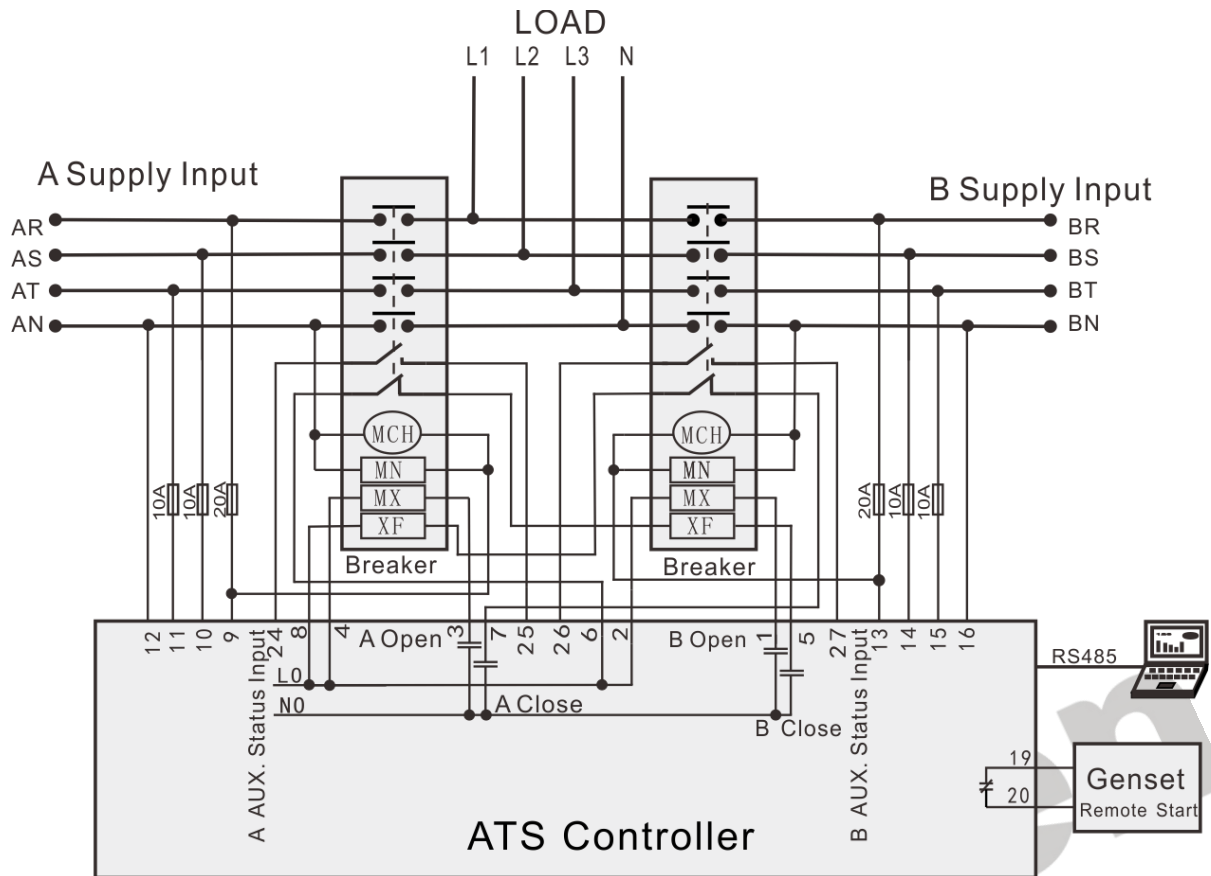 LOAD
L1 L2 L3 N
A Supply Input
B Supply Input
AR
BR
AS
BS
AT
BT
AN
BN
MCH
MCH
MN
MN
MX
MX
XF
XF
10A
10A
20A
20A
10A
10A
Breaker
Breaker
12 11 10 9 24 8 4 A Open 3 7 25 26 6 2 B Open 1 5 27 13 14 15 16
A AUX. Status Input
B AUX. Status Input
L0
N0
A Close
B Close
RS485
19
20
Genset
Remote Start
ATS Controller